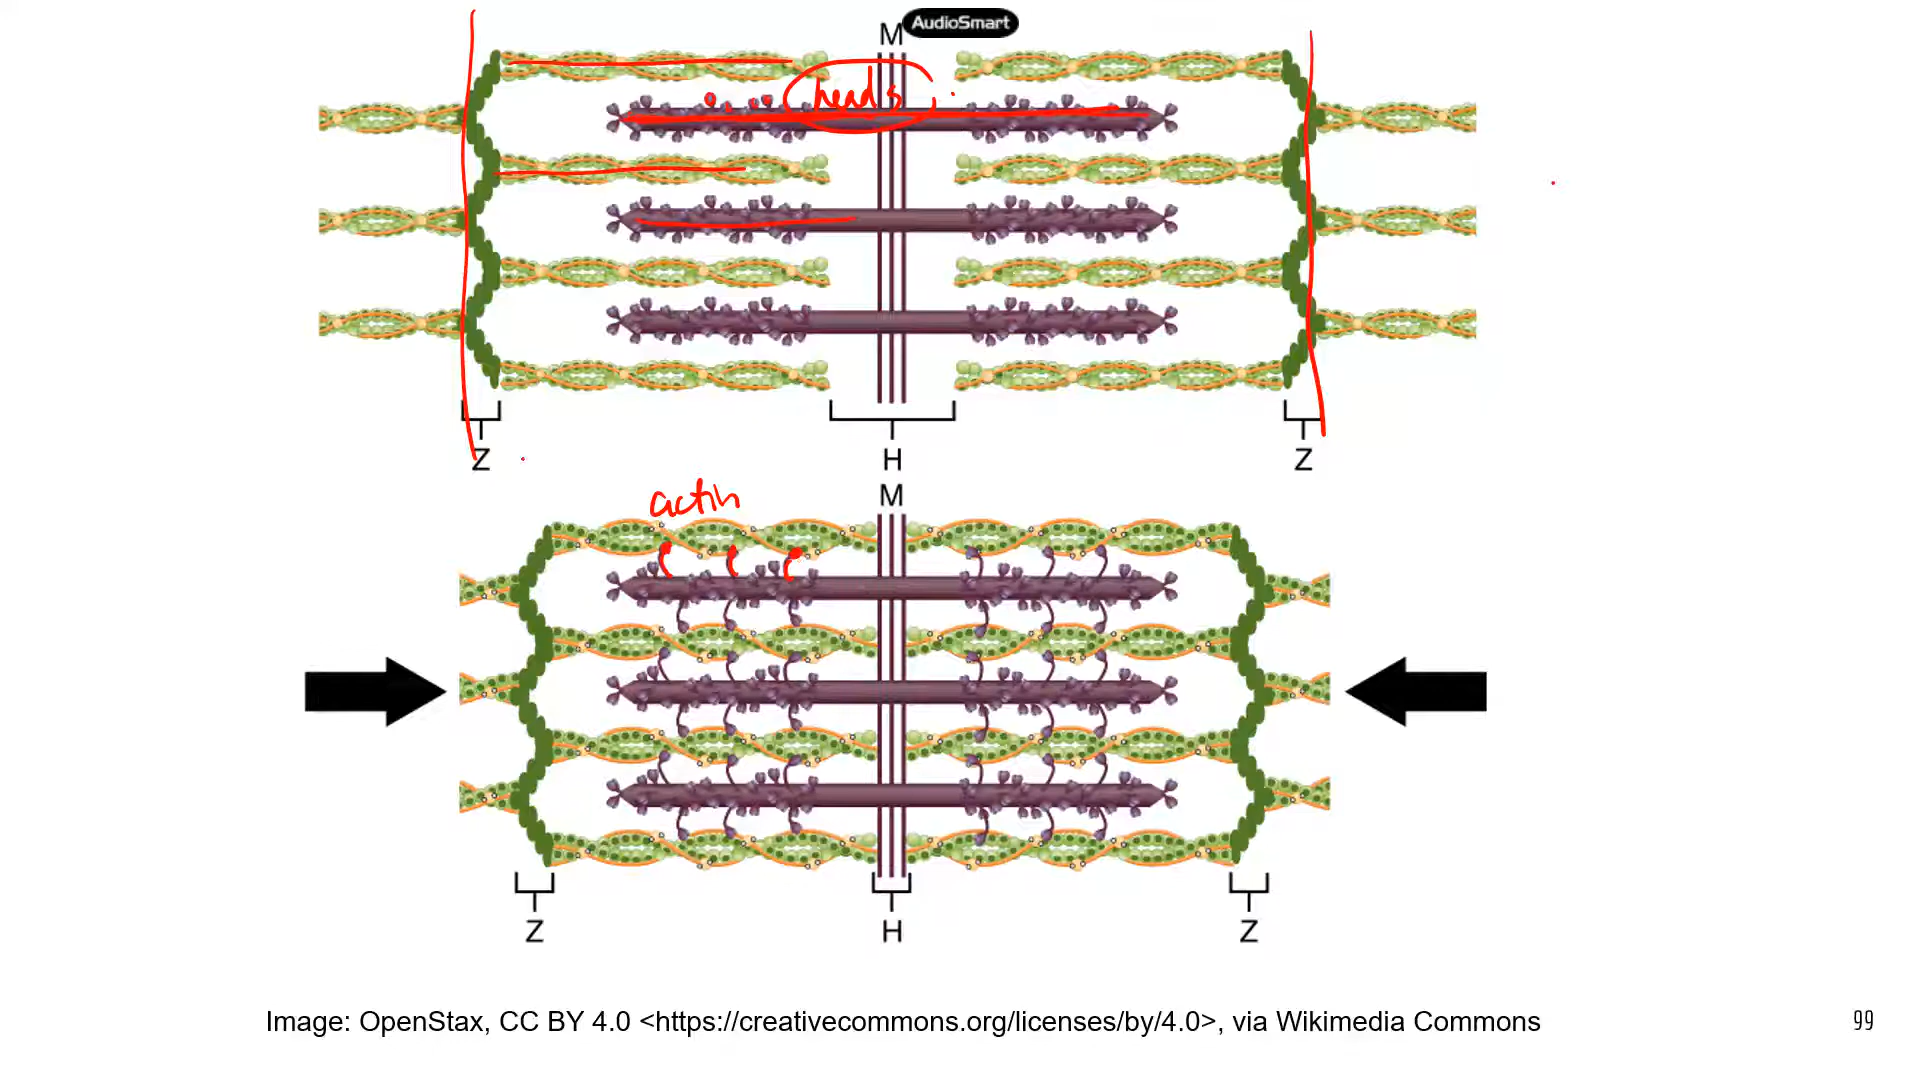 AudioSmart
M
heads
Z H Z
actin
M
Z H Z
Image: OpenStax, CC BY 4.0 <https://creativecommons.org/licenses/by/4.0>, via Wikimedia Commons
99